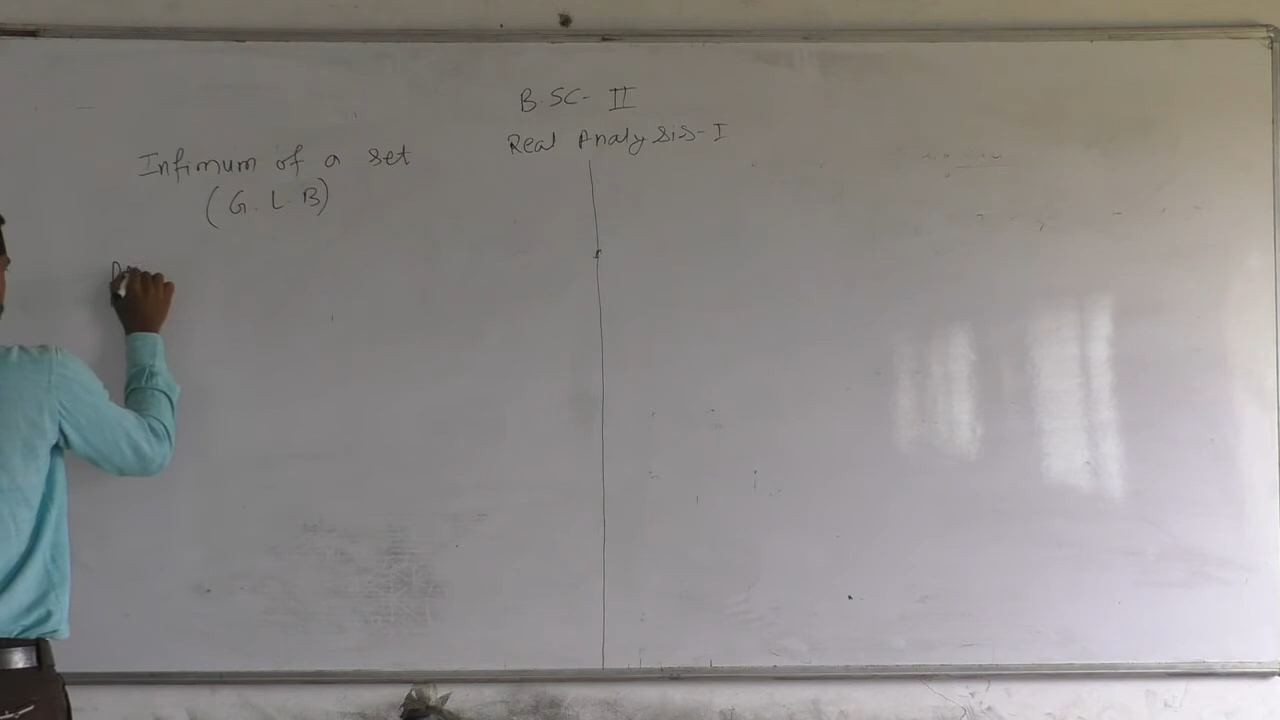 B.SC- II
Real Analysis-I
Infimum of a set
(G.L.B)